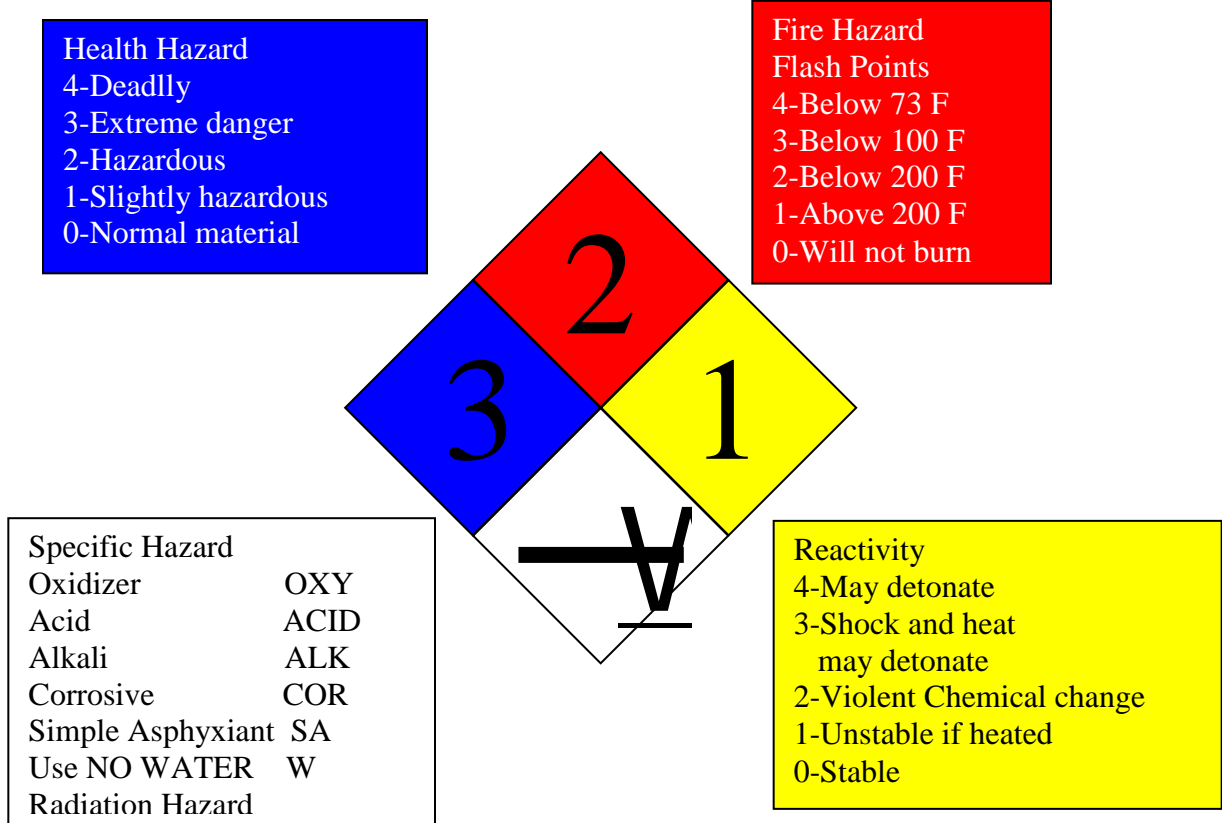 Health Hazard
4-Deadlly
3-Extreme danger
2-Hazardous
1-Slightly hazardous
0-Normal material
Fire Hazard
Flash Points
4-Below 73 F
3-Below 100 F
2-Below 200 F
1-Above 200 F
0-Will not burn
2
3
1
Specific Hazard
Oxidizer OXY
Acid ACID
Alkali ALK
Corrosive COR
Simple Asphyxiant SA
Use NO WATER W
Radiation Hazard
Reactivity
4-May detonate
3-Shock and heat
may detonate
2-Violent Chemical change
1-Unstable if heated
0-Stable